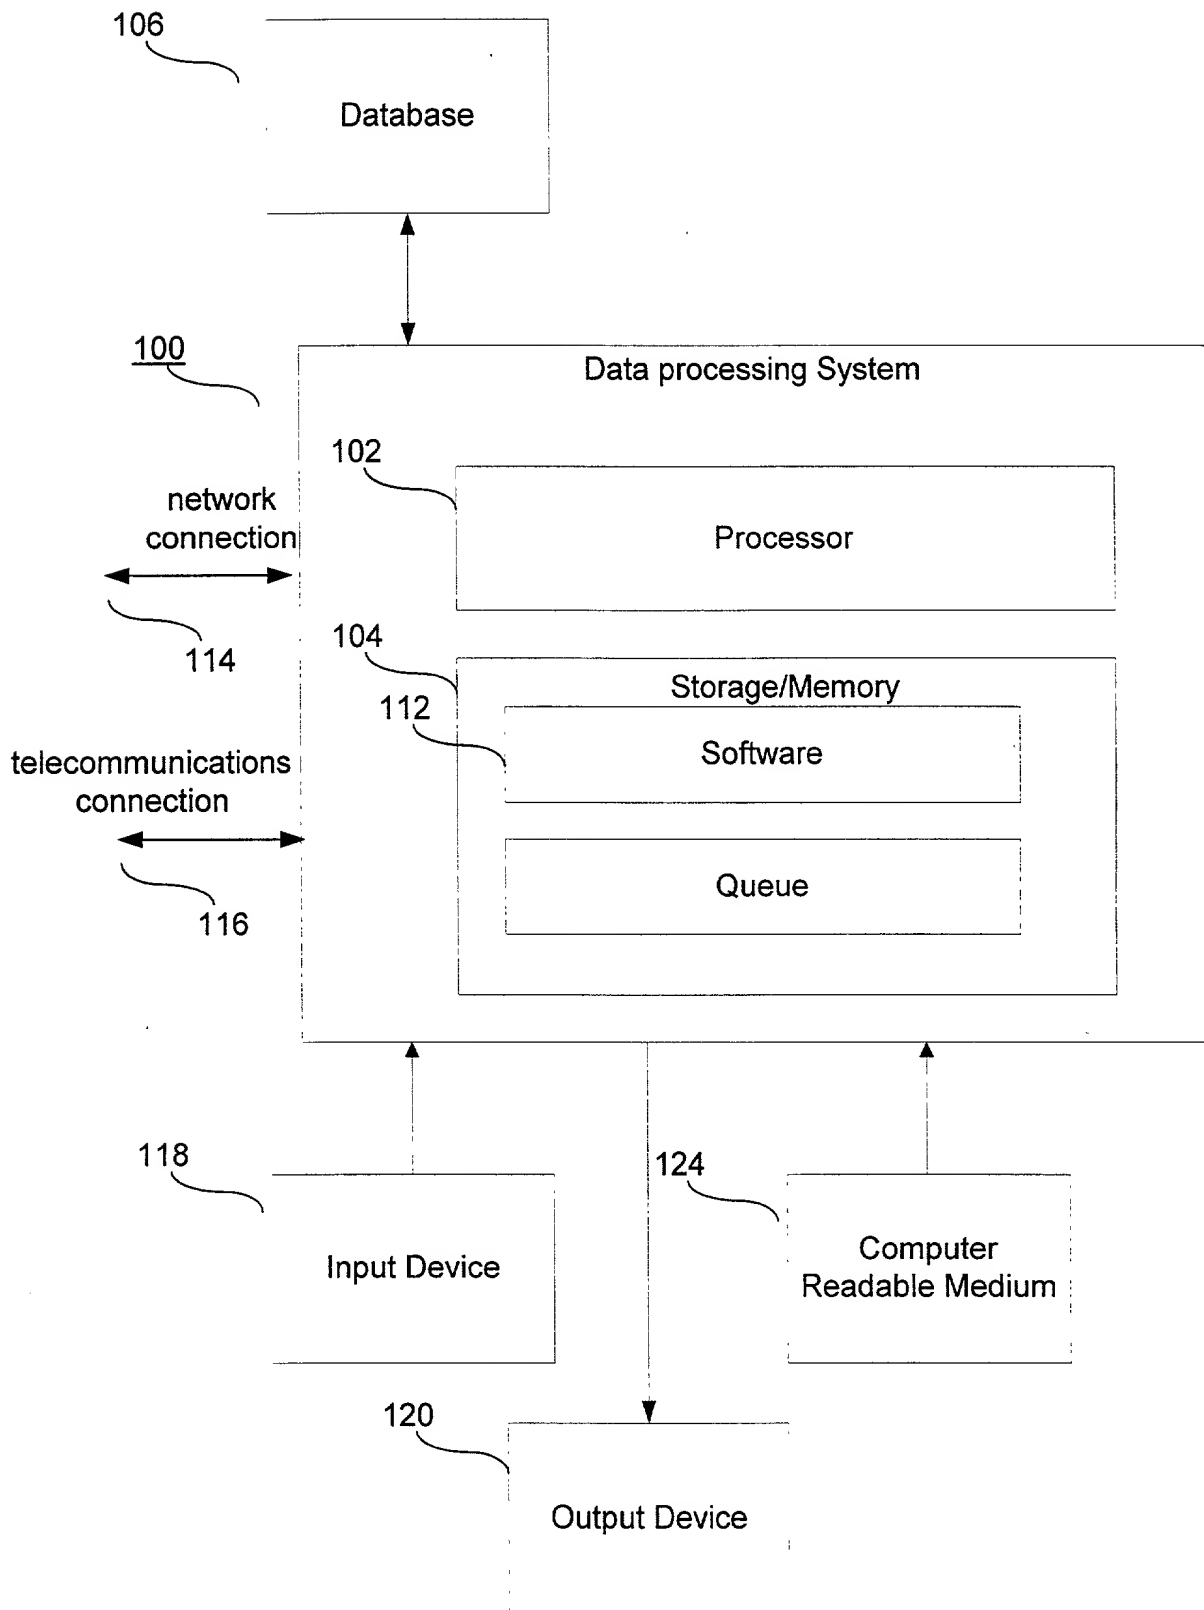 106
Database
100
Data processing System
102
network
connection
Processor
114
104
Storage/Memory
112
Software
telecommunications
connection
Queue
116
118
124
Input Device
Computer
Readable Medium
120
Output Device